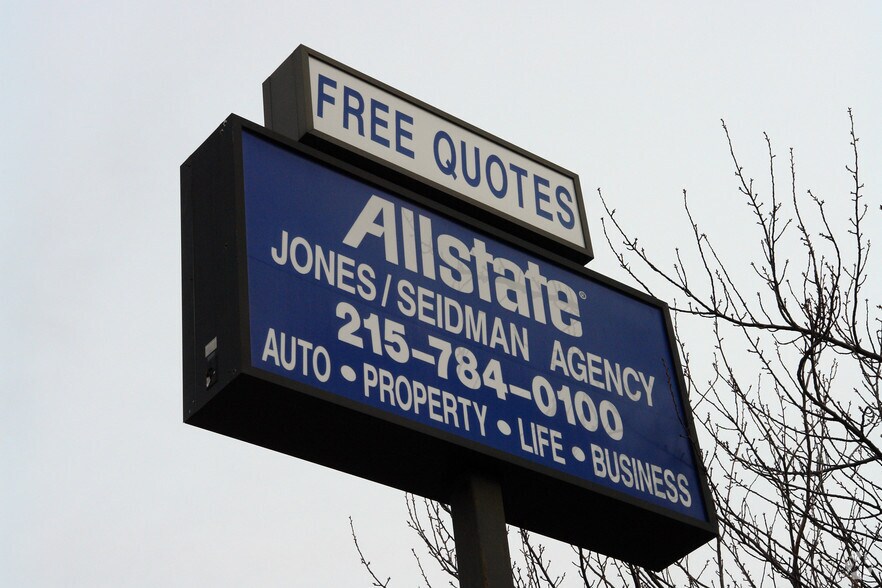 FREE QUOTES
Allstate®
JONES/SEIDMAN AGENCY
215-784-0100
AUTO • PROPERTY • LIFE • BUSINESS